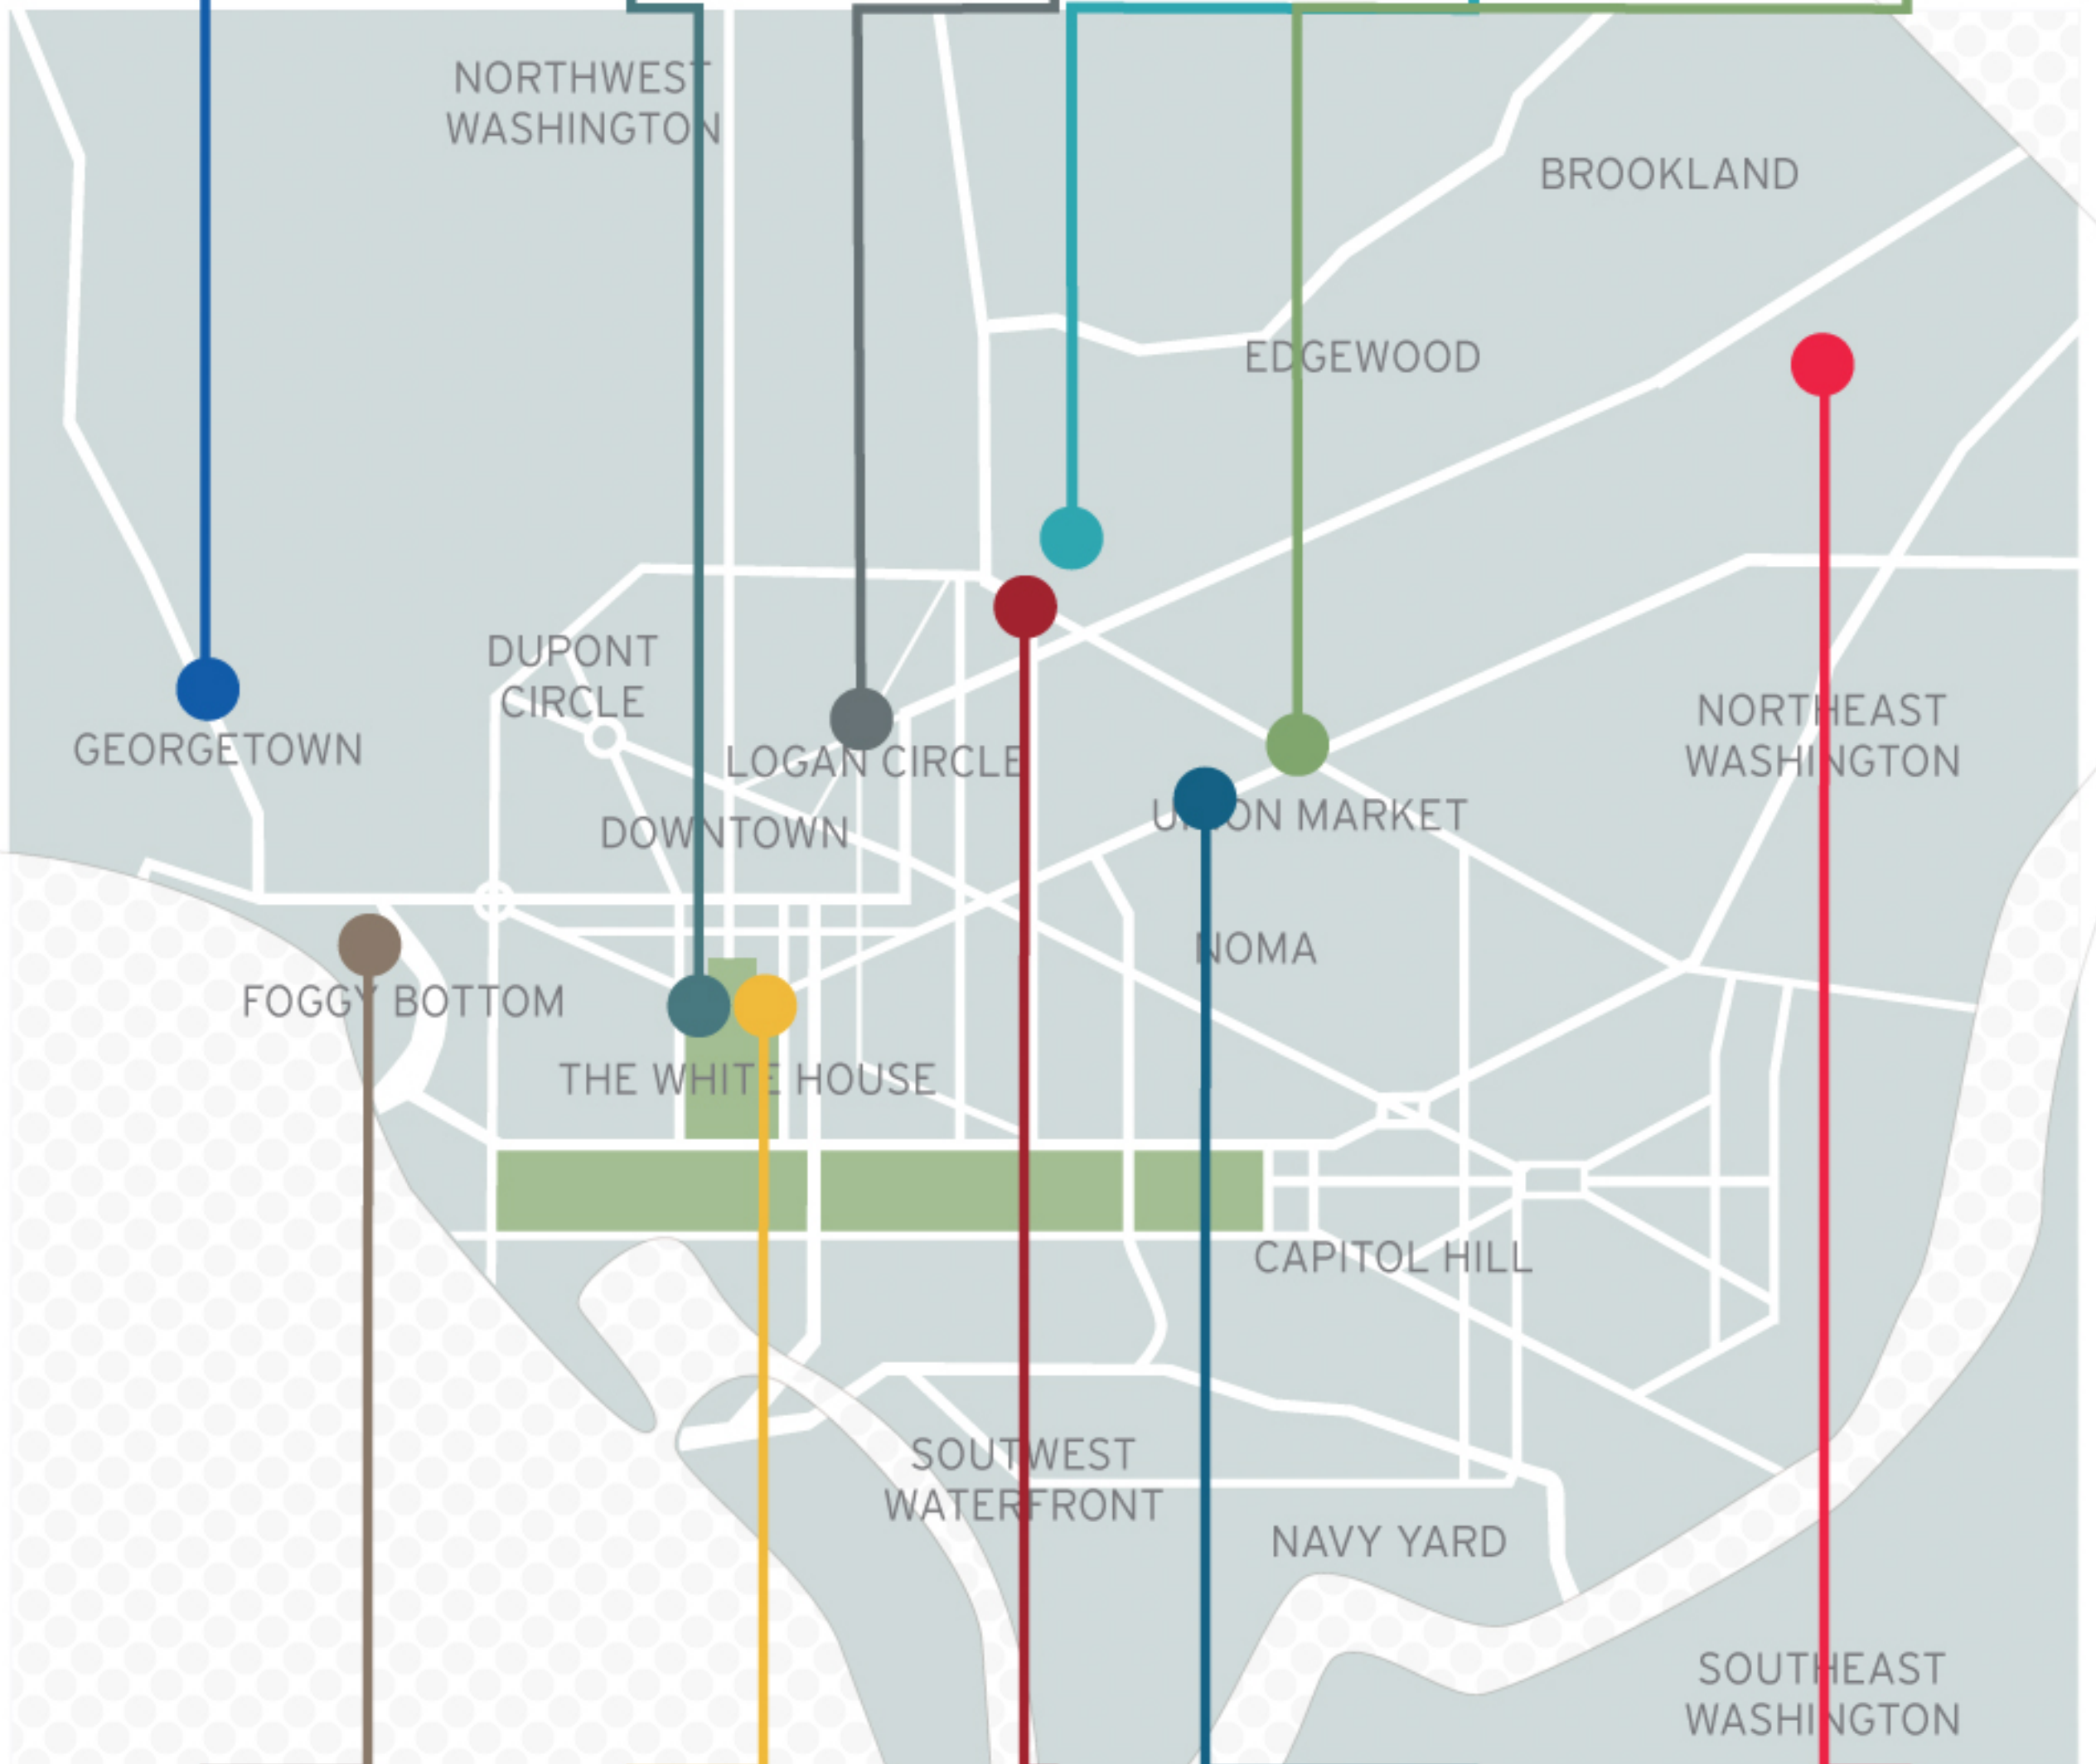 NORTHWEST
WASHINGTON
BROOKLAND
EDGEWOOD
DUPONT
CIRCLE
NORTHEAST
WASHINGTON
GEORGETOWN
LOGAN CIRCLE
UNION MARKET
DOWNTOWN
NOMA
FOGGY BOTTOM
THE WHITE HOUSE
CAPITOL HILL
SOUTWEST
WATERFRONT
NAVY YARD
SOUTHEAST
WASHINGTON